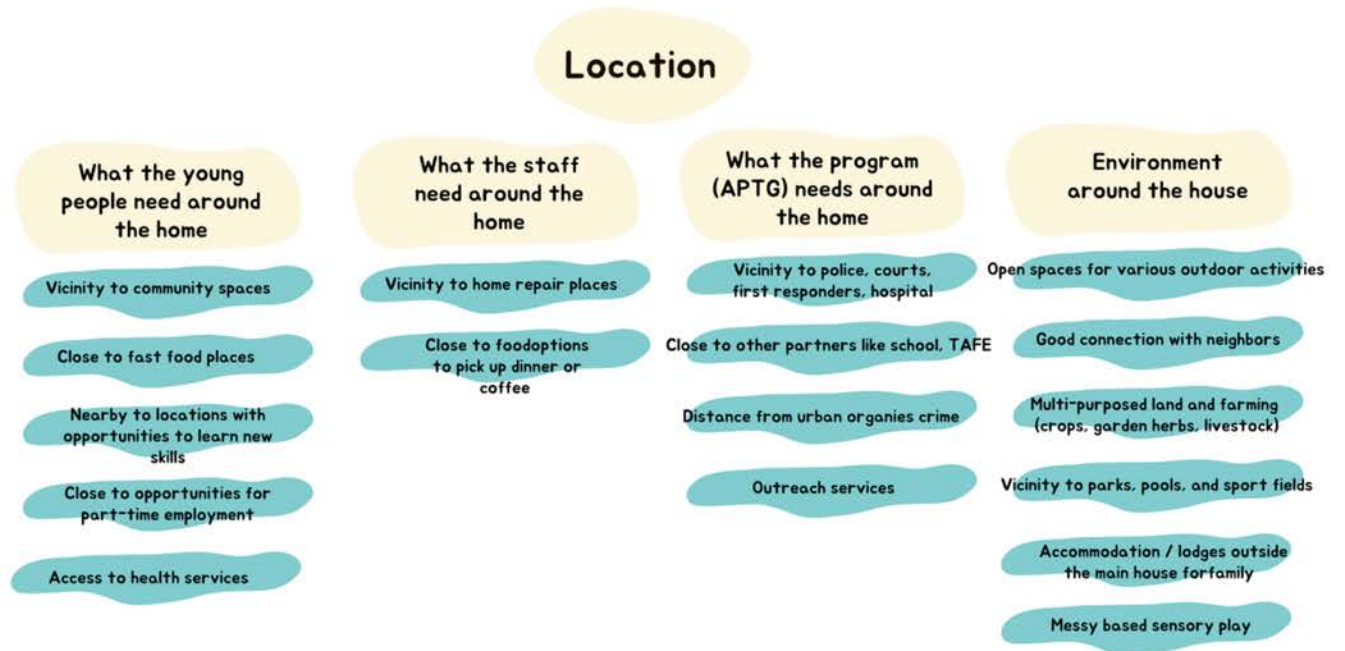 Location
What the young
people need around
the home
Vicinity to community spaces
Close to fast food places
Nearby to locations with
opportunities to learn new
skills
Close to opportunities for
part-time employment
Access to health services
What the staff
need around the
home
Vicinity to home repair places
Close to foodoptions
to pick up dinner or
coffee
What the program
(APTG) needs around
the home
Vicinity to police, courts,
first responders, hospital
Close to other partners like school, TAFE
Distance from urban organies crime
Outreach services
Environment
around the house
Open spaces for various outdoor activities
Good connection with neighbors
Multi-purposed land and farming
(crops, garden herbs, livestock)
Vicinity to parks, pools, and sport fields
Accommodation / lodges outside
the main house forfamily
Messy based sensory play